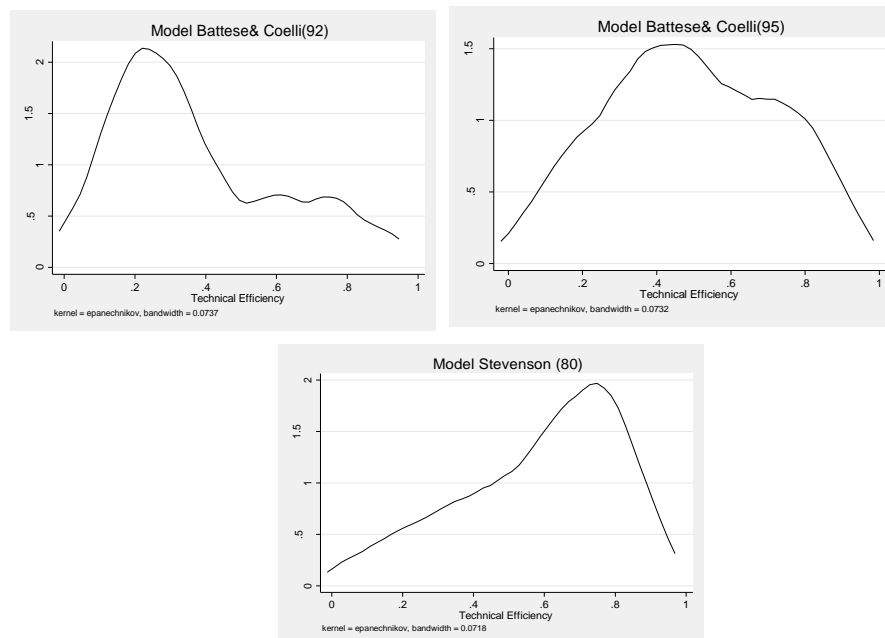 Model Battese& Coelli(92)
2
1.5
1
.5
0
0 .2 .4 .6 .8 1
Technical Efficiency
kernel = epanechnikov, bandwidth = 0.0737
Model Battese& Coelli(95)
1.5
1
.5
0
0 .2 .4 .6 .8 1
Technical Efficiency
kernel = epanechnikov, bandwidth = 0.0732
Model Stevenson (80)
2
1.5
1
.5
0
0 .2 .4 .6 .8 1
Technical Efficiency
kernel = epanechnikov, bandwidth = 0.0718